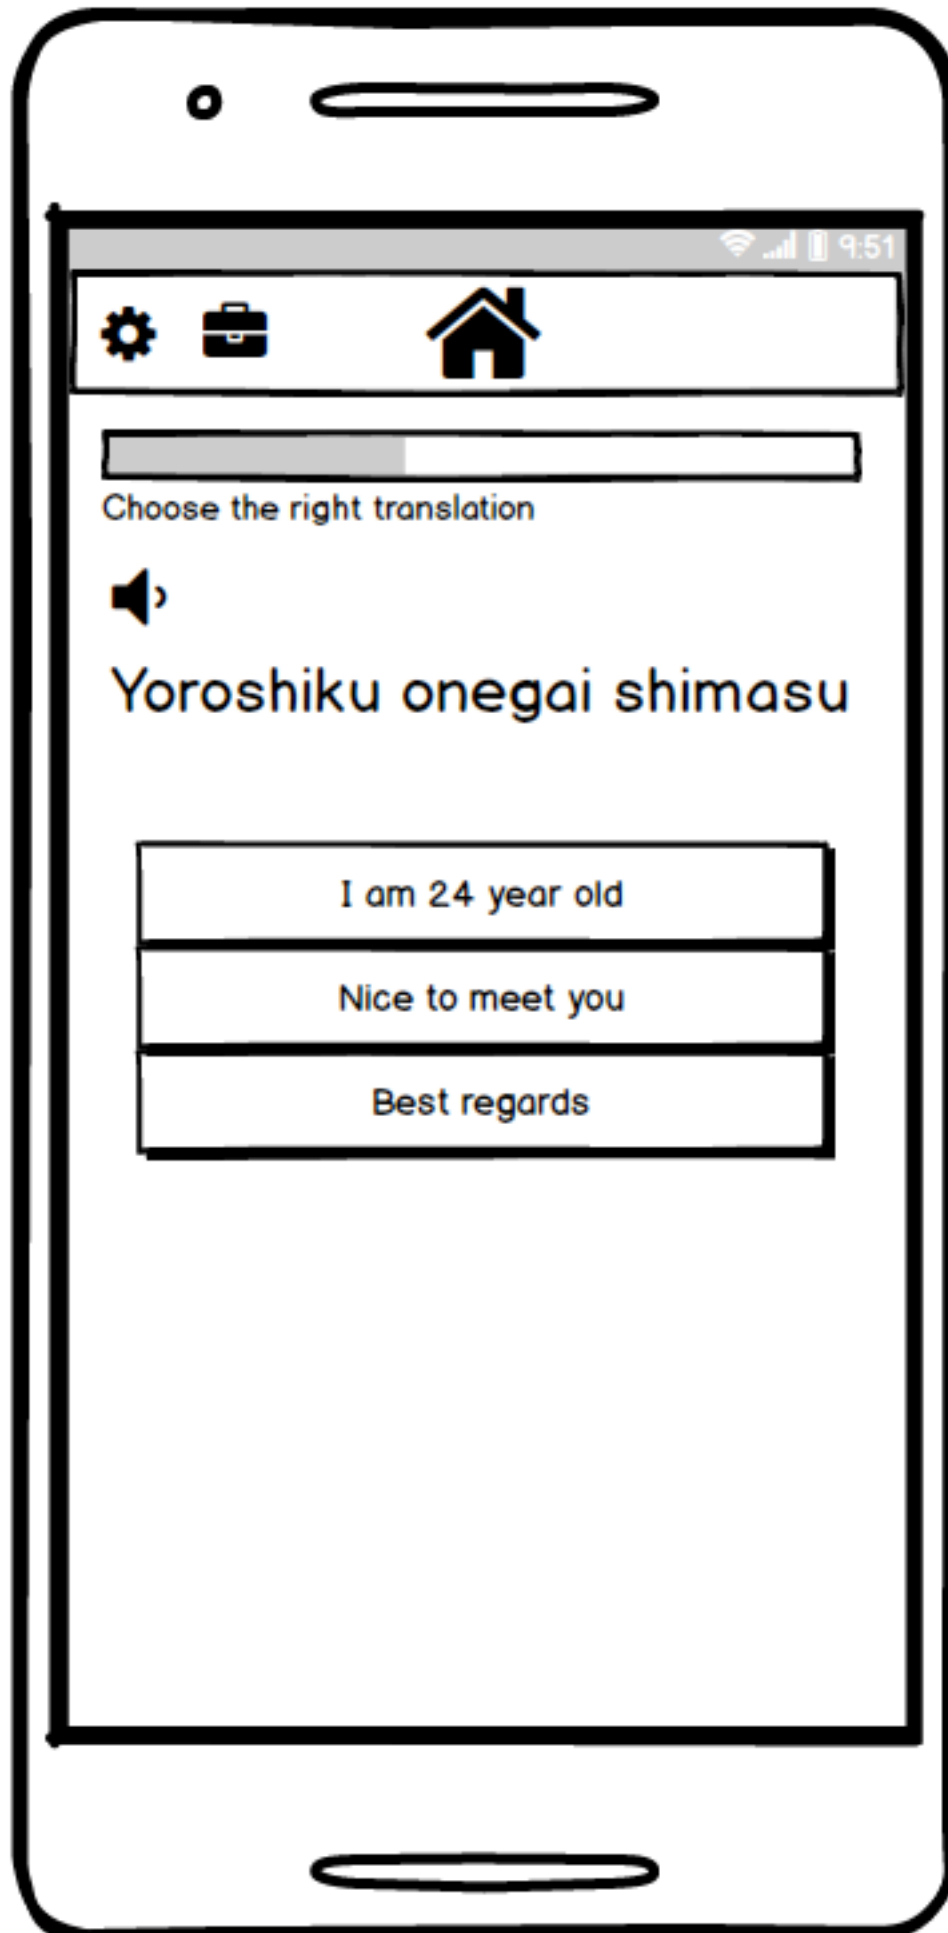 9:51
Choose the right translation
Yoroshiku onegai shimasu
I am 24 year old
Nice to meet you
Best regards